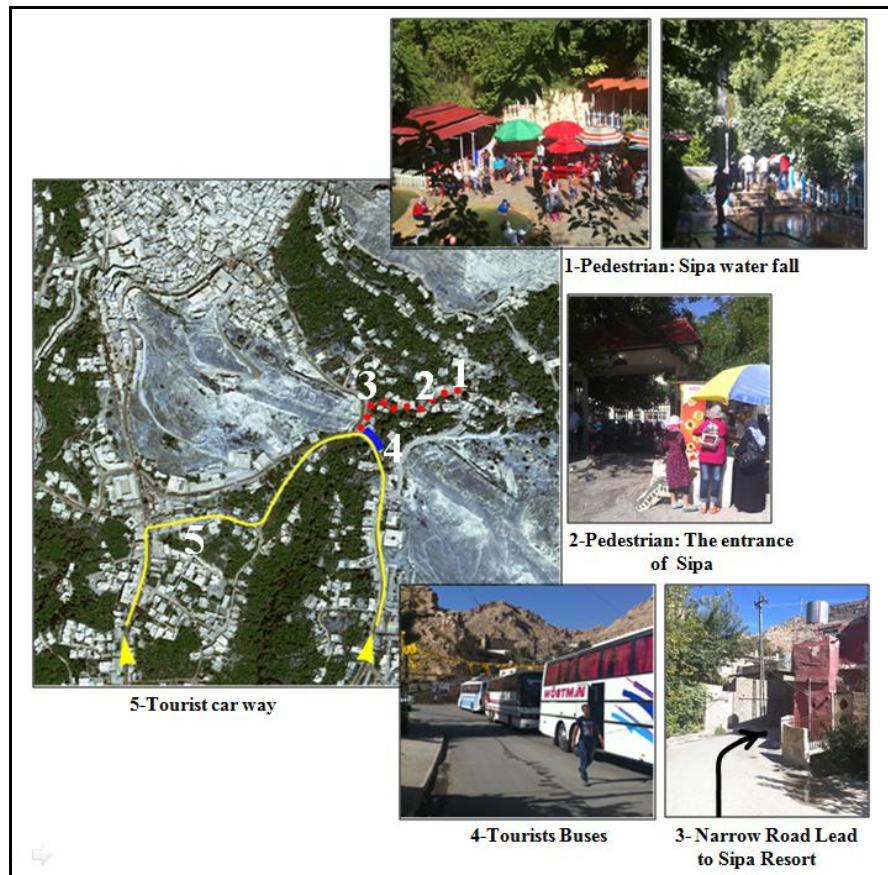 1-Pedestrian: Sipa water fall
3
2
1
4
5
2-Pedestrian: The entrance
of Sipa
5-Tourist car way
WÖSTMAN
4-Tourists Buses
3- Narrow Road Lead
to Sipa Resort